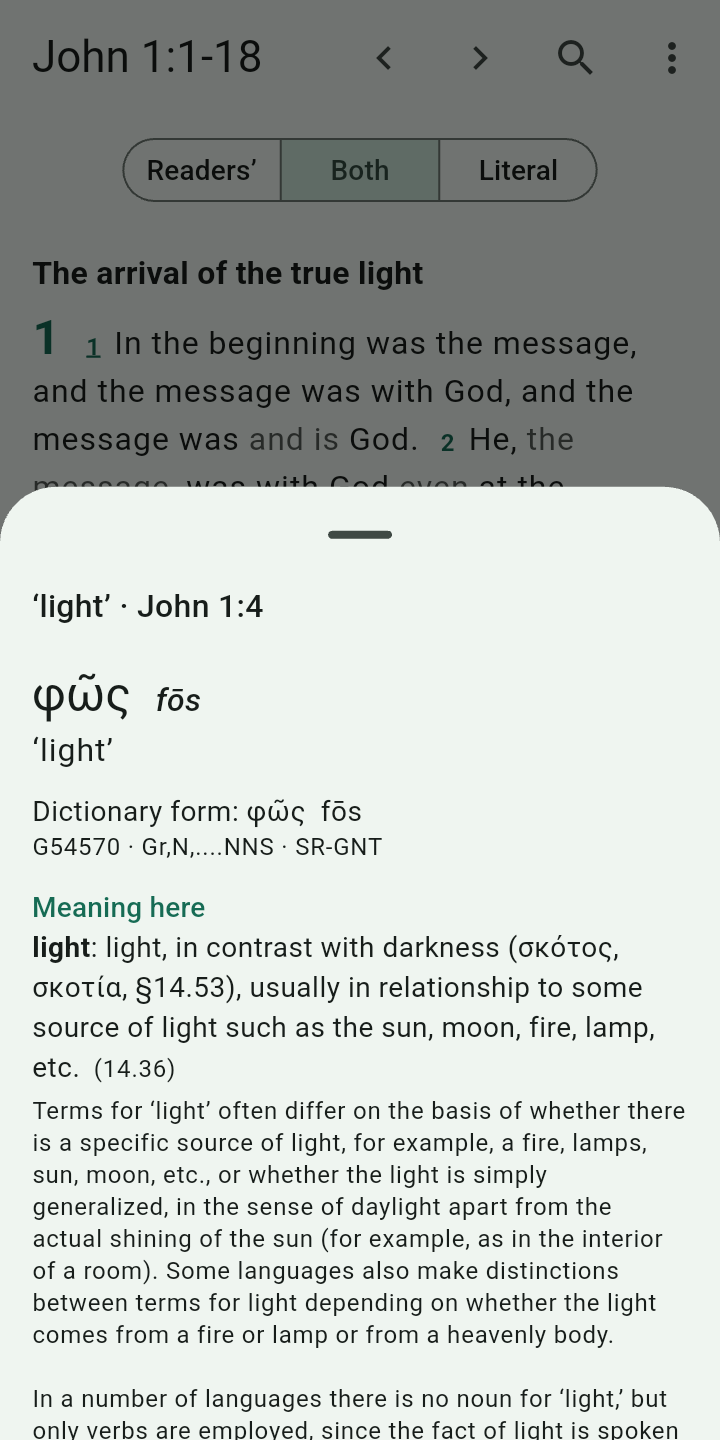 John 1:1-18
Readers’ Both Literal
The arrival of the true light
1 1 In the beginning was the message,
and the message was with God, and the
message was and is God. 2 He, the
message, was with God even at the
‘light’ · John 1:4
φῶς fōs
‘light’
Dictionary form: φῶς fōs
G54570 · Gr,N,....NNS · SR-GNT
Meaning here
light: light, in contrast with darkness (σκότος,
σκοτία, §14.53), usually in relationship to some
source of light such as the sun, moon, fire, lamp,
etc. (14.36)
Terms for ‘light’ often differ on the basis of whether there
is a specific source of light, for example, a fire, lamps,
sun, moon, etc., or whether the light is simply
generalized, in the sense of daylight apart from the
actual shining of the sun (for example, as in the interior
of a room). Some languages also make distinctions
between terms for light depending on whether the light
comes from a fire or lamp or from a heavenly body.
In a number of languages there is no noun for ‘light,’ but
only verbs are employed, since the fact of light is spoken